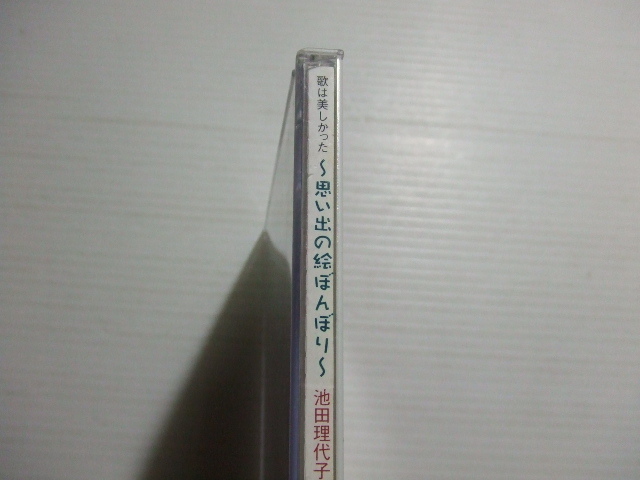 歌は美しかった
～思い出の絵ぼんぼり～
池田理代子